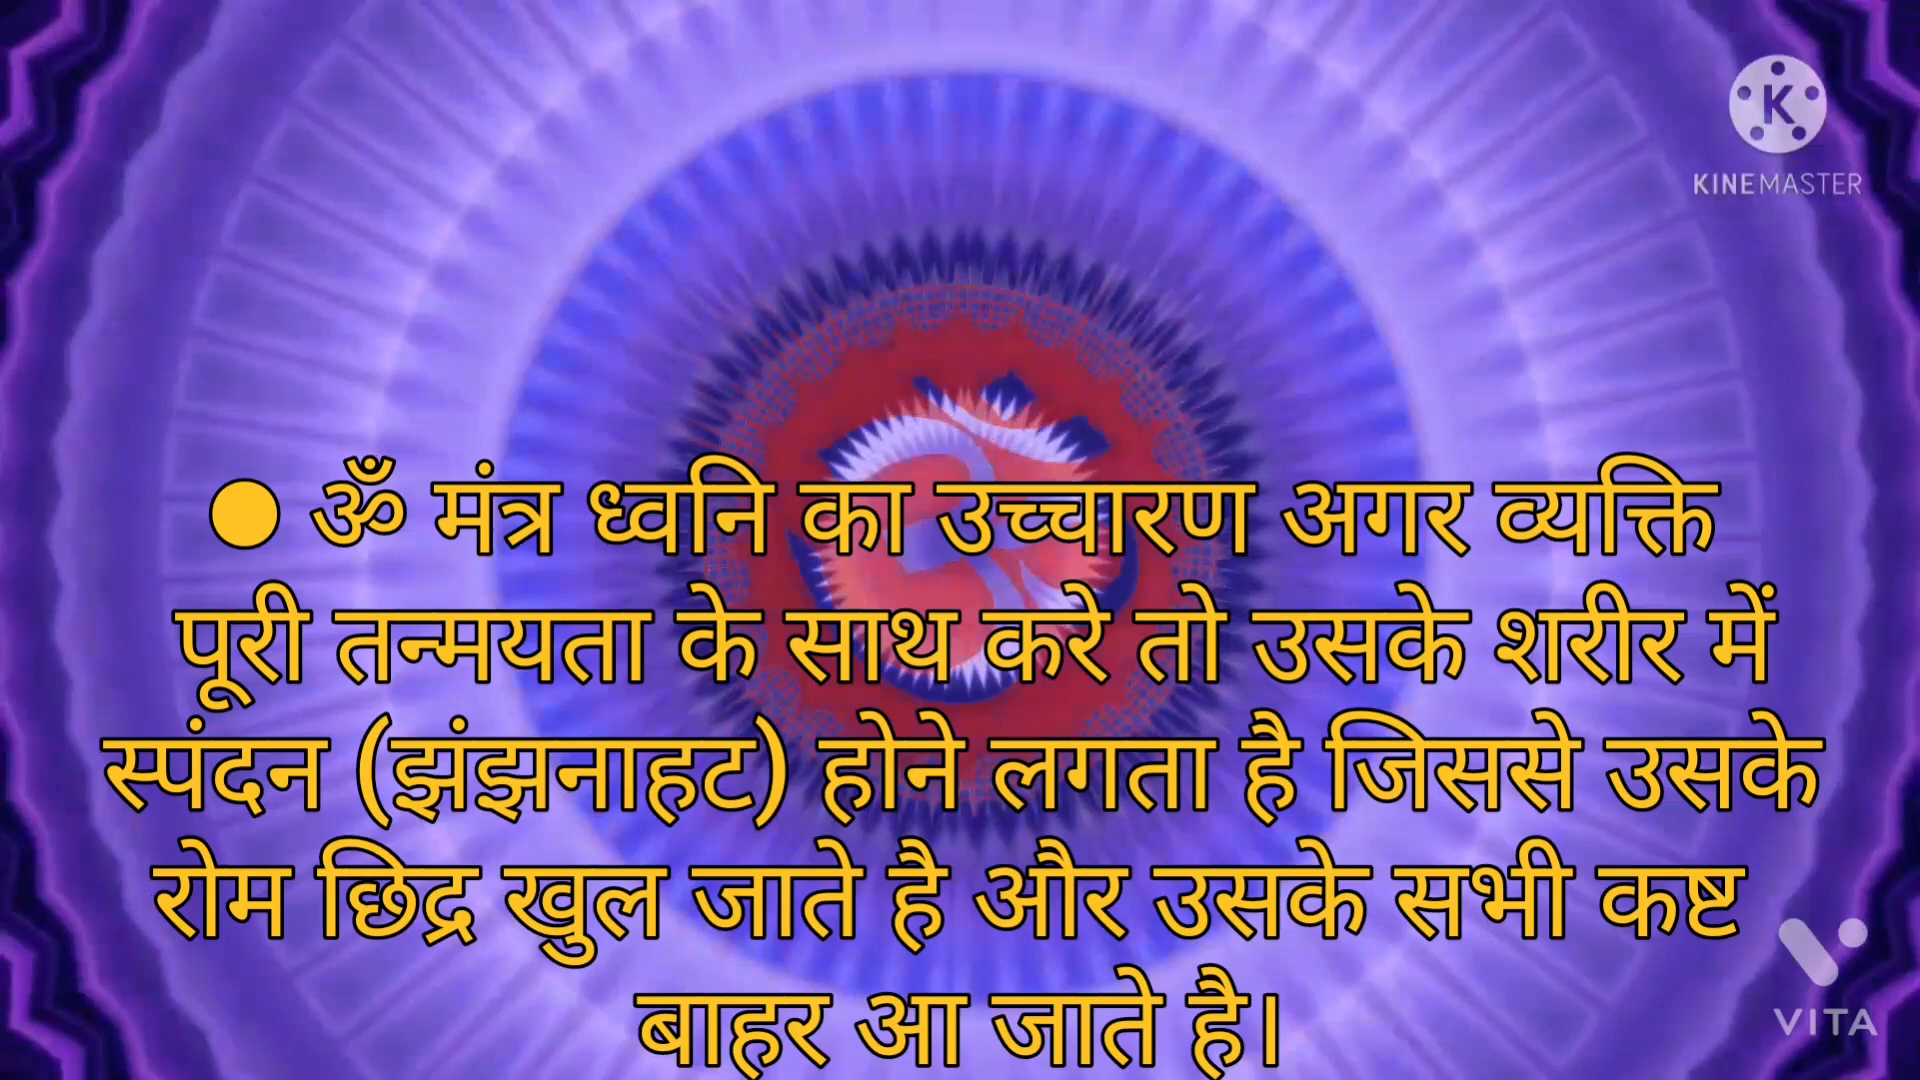 KINEMASTER
● ॐ मंत्र ध्वनि का उच्चारण अगर व्यक्ति
पूरी तन्मयता के साथ करे तो उसके शरीर में
स्पंदन (झंझनाहट) होने लगता है जिससे उसके
रोम छिद्र खुल जाते है और उसके सभी कष्ट
बाहर आ जाते है।
VITA